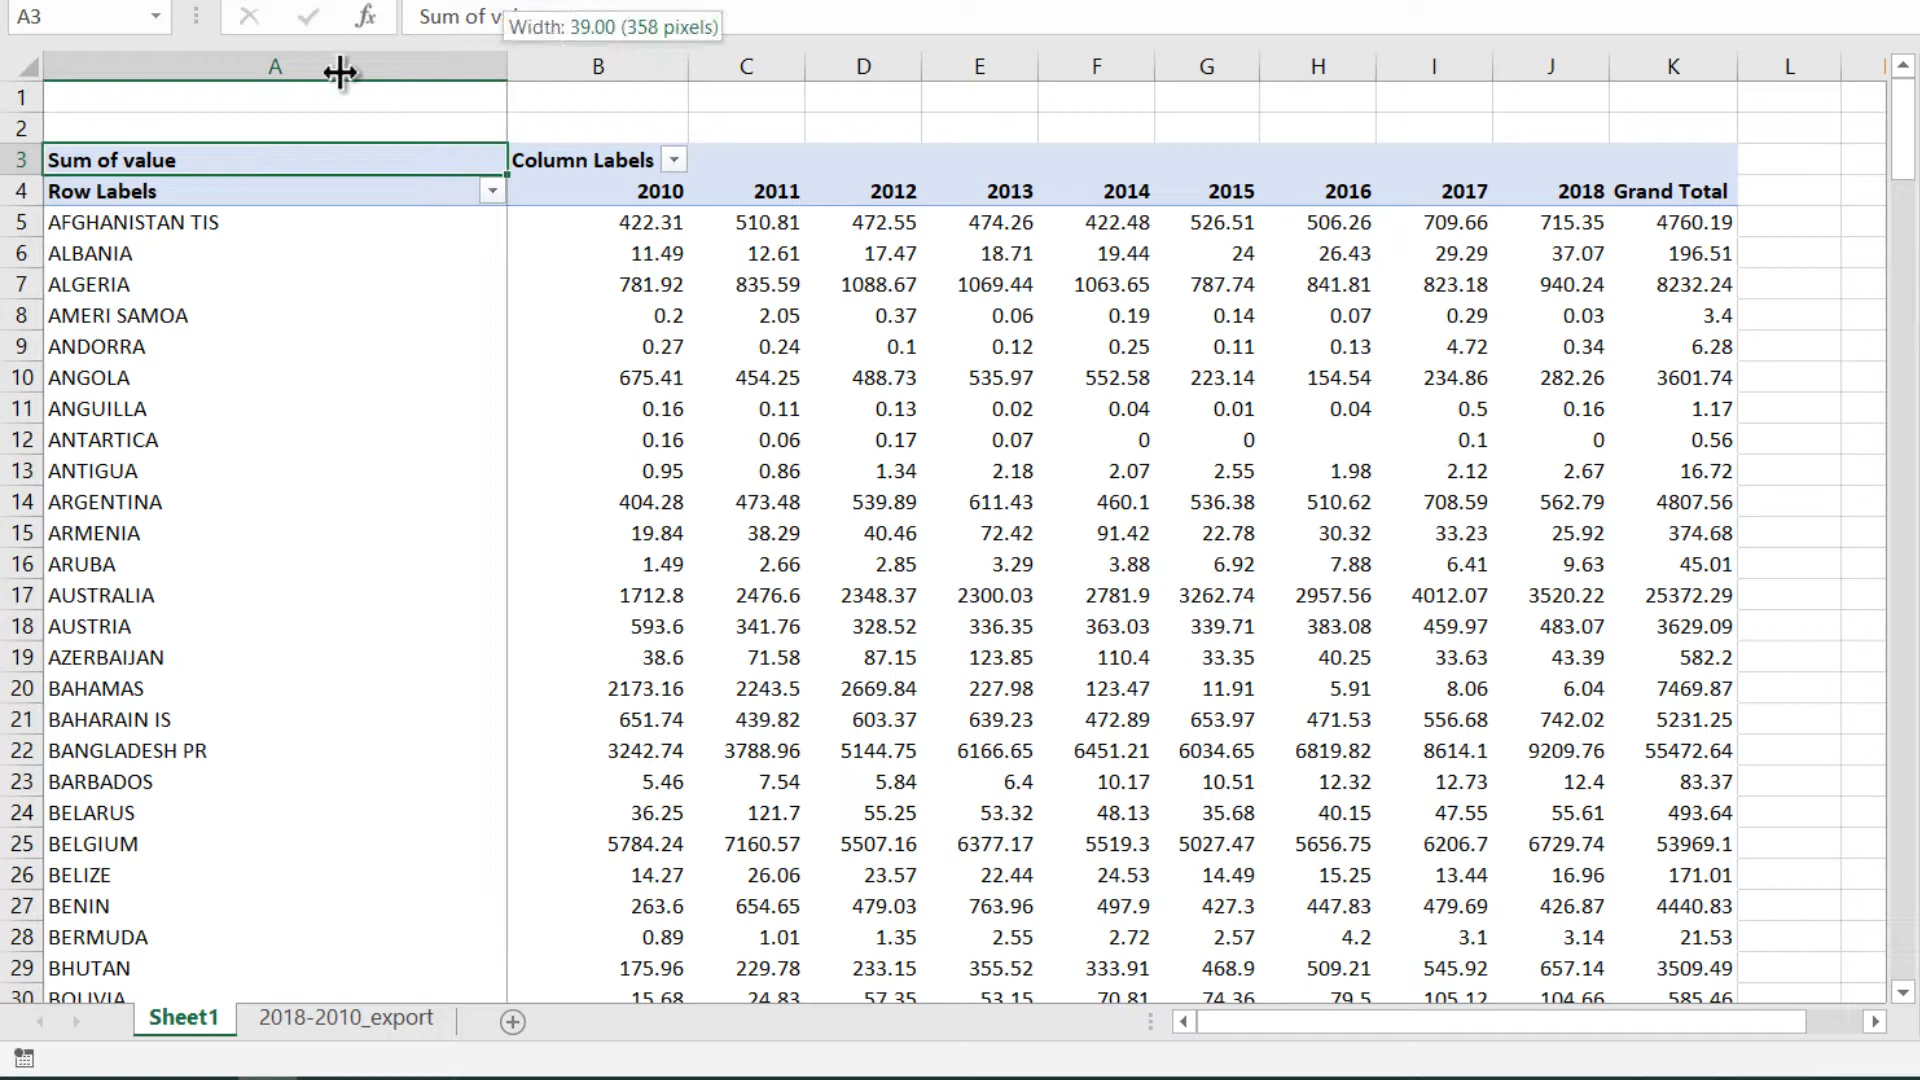 A3 fx Sum of v
Width: 39.00 (358 pixels)
A B C D E F G H I J K L
1
2
3 Sum of value Column Labels
4 Row Labels 2010 2011 2012 2013 2014 2015 2016 2017 2018 Grand Total
5 AFGHANISTAN TIS 422.31 510.81 472.55 474.26 422.48 526.51 506.26 709.66 715.35 4760.19
6 ALBANIA 11.49 12.61 17.47 18.71 19.44 24 26.43 29.29 37.07 196.51
7 ALGERIA 781.92 835.59 1088.67 1069.44 1063.65 787.74 841.81 823.18 940.24 8232.24
8 AMERI SAMOA 0.2 2.05 0.37 0.06 0.19 0.14 0.07 0.29 0.03 3.4
9 ANDORRA 0.27 0.24 0.1 0.12 0.25 0.11 0.13 4.72 0.34 6.28
10 ANGOLA 675.41 454.25 488.73 535.97 552.58 223.14 154.54 234.86 282.26 3601.74
11 ANGUILLA 0.16 0.11 0.13 0.02 0.04 0.01 0.04 0.5 0.16 1.17
12 ANTARTICA 0.16 0.06 0.17 0.07 0 0 0.1 0 0.56
13 ANTIGUA 0.95 0.86 1.34 2.18 2.07 2.55 1.98 2.12 2.67 16.72
14 ARGENTINA 404.28 473.48 539.89 611.43 460.1 536.38 510.62 708.59 562.79 4807.56
15 ARMENIA 19.84 38.29 40.46 72.42 91.42 22.78 30.32 33.23 25.92 374.68
16 ARUBA 1.49 2.66 2.85 3.29 3.88 6.92 7.88 6.41 9.63 45.01
17 AUSTRALIA 1712.8 2476.6 2348.37 2300.03 2781.9 3262.74 2957.56 4012.07 3520.22 25372.29
18 AUSTRIA 593.6 341.76 328.52 336.35 363.03 339.71 383.08 459.97 483.07 3629.09
19 AZERBAIJAN 38.6 71.58 87.15 123.85 110.4 33.35 40.25 33.63 43.39 582.2
20 BAHAMAS 2173.16 2243.5 2669.84 227.98 123.47 11.91 5.91 8.06 6.04 7469.87
21 BAHARAIN IS 651.74 439.82 603.37 639.23 472.89 653.97 471.53 556.68 742.02 5231.25
22 BANGLADESH PR 3242.74 3788.96 5144.75 6166.65 6451.21 6034.65 6819.82 8614.1 9209.76 55472.64
23 BARBADOS 5.46 7.54 5.84 6.4 10.17 10.51 12.32 12.73 12.4 83.37
24 BELARUS 36.25 121.7 55.25 53.32 48.13 35.68 40.15 47.55 55.61 493.64
25 BELGIUM 5784.24 7160.57 5507.16 6377.17 5519.3 5027.47 5656.75 6206.7 6729.74 53969.1
26 BELIZE 14.27 26.06 23.57 22.44 24.53 14.49 15.25 13.44 16.96 171.01
27 BENIN 263.6 654.65 479.03 763.96 497.9 427.3 447.83 479.69 426.87 4440.83
28 BERMUDA 0.89 1.01 1.35 2.55 2.72 2.57 4.2 3.1 3.14 21.53
29 BHUTAN 175.96 229.78 233.15 355.52 333.91 468.9 509.21 545.92 657.14 3509.49
30 BOLIVIA 15.68 24.83 57.35 53.15 70.81 74.36 79.5 105.12 104.66 585.46
Sheet1 2018-2010_export